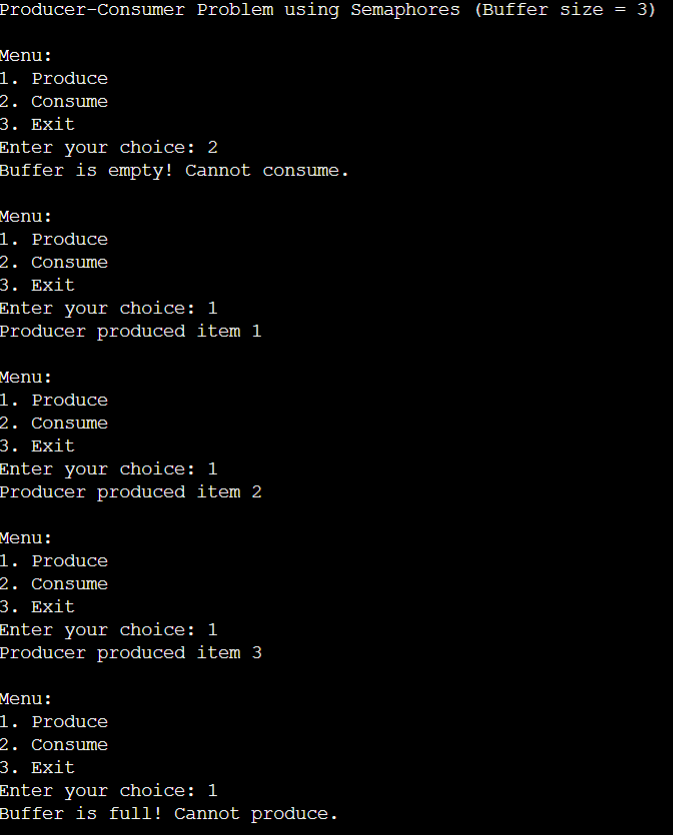 Producer-Consumer Problem using Semaphores (Buffer size = 3)
Menu:
1. Produce
2. Consume
3. Exit
Enter your choice: 2
Buffer is empty! Cannot consume.
Menu:
1. Produce
2. Consume
3. Exit
Enter your choice: 1
Producer produced item 1
Menu:
1. Produce
2. Consume
3. Exit
Enter your choice: 1
Producer produced item 2
Menu:
1. Produce
2. Consume
3. Exit
Enter your choice: 1
Producer produced item 3
Menu:
1. Produce
2. Consume
3. Exit
Enter your choice: 1
Buffer is full! Cannot produce.